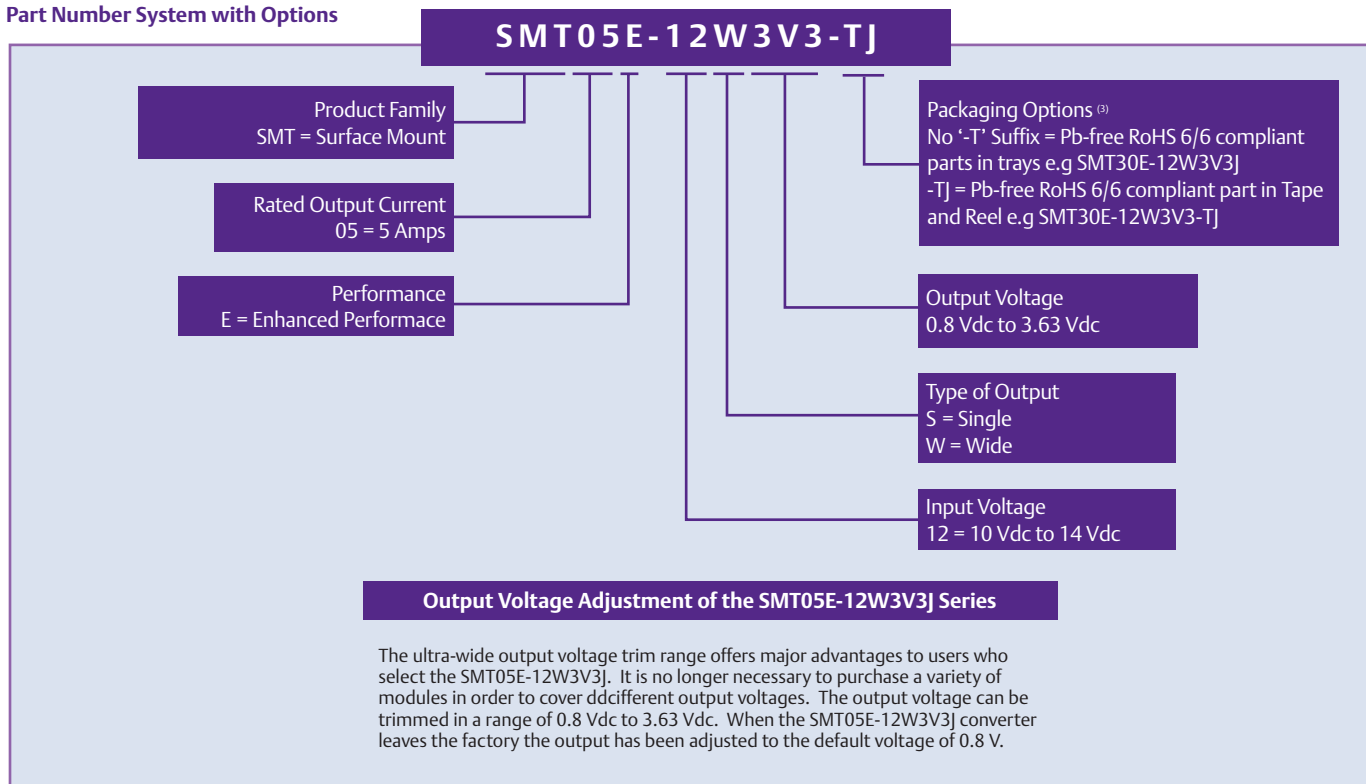 Part Number System with Options
SMT05E-12W3V3-TJ
Product Family
SMT = Surface Mount
Rated Output Current
05 = 5 Amps
Performance
E = Enhanced Performace
Packaging Options (3)
No ‘-T’ Suffix = Pb-free RoHS 6/6 compliant
parts in trays e.g SMT30E-12W3V3J
-TJ = Pb-free RoHS 6/6 compliant part in Tape
and Reel e.g SMT30E-12W3V3-TJ
Output Voltage
0.8 Vdc to 3.63 Vdc
Type of Output
S = Single
W = Wide
Input Voltage
12 = 10 Vdc to 14 Vdc
Output Voltage Adjustment of the SMT05E-12W3V3J Series
The ultra-wide output voltage trim range offers major advantages to users who
select the SMT05E-12W3V3J. It is no longer necessary to purchase a variety of
modules in order to cover ddcifferent output voltages. The output voltage can be
trimmed in a range of 0.8 Vdc to 3.63 Vdc. When the SMT05E-12W3V3J converter
leaves the factory the output has been adjusted to the default voltage of 0.8 V.